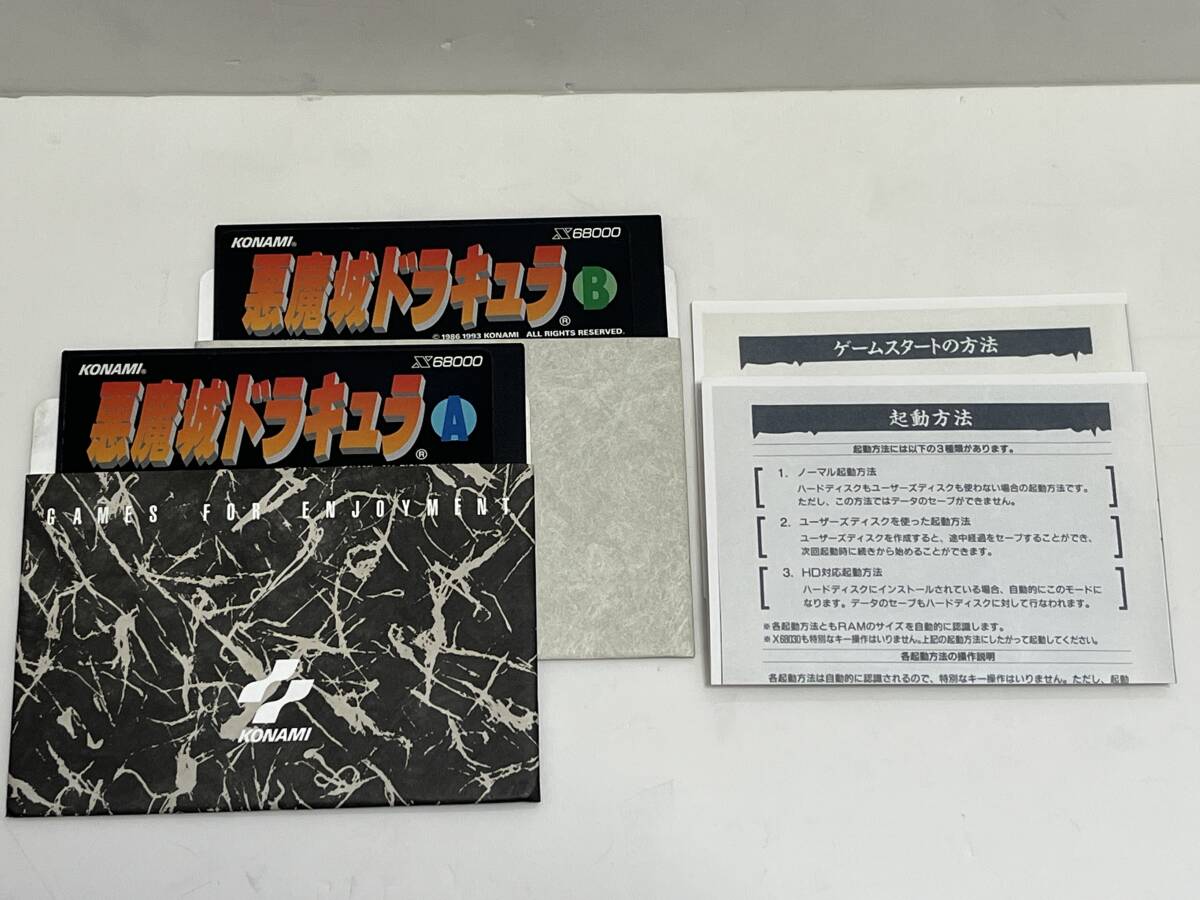 KONAMI® X68000
悪魔城ドラキュラ® B
© 1986 1993 KONAMI ALL RIGHTS RESERVED.
KONAMI® X68000
悪魔城ドラキュラ® A
GAMES FOR ENJOYMENT
KONAMI
ゲームスタートの方法
起動方法
起動方法には以下の3種類があります。
1. ノーマル起動方法
ハードディスクもユーザーズディスクも使わない場合の起動方法です。
ただし、この方法ではデータのセーブができません。
2. ユーザーズディスクを使った起動方法
ユーザーズディスクを作成すると、途中経過をセーブすることができ、
次回起動時に続きから始めることができます。
3. HD対応起動方法
ハードディスクにインストールされている場合、自動的にこのモードに
なります。データのセーブもハードディスクに対して行なわれます。
※各起動方法ともRAMのサイズを自動的に認識します。
※X68030も特別なキー操作はいりません。上記の起動方法にしたがって起動してください。
各起動方法の操作説明
各起動方法は自動的に認識されるので、特別なキー操作はいりません。ただし、起動